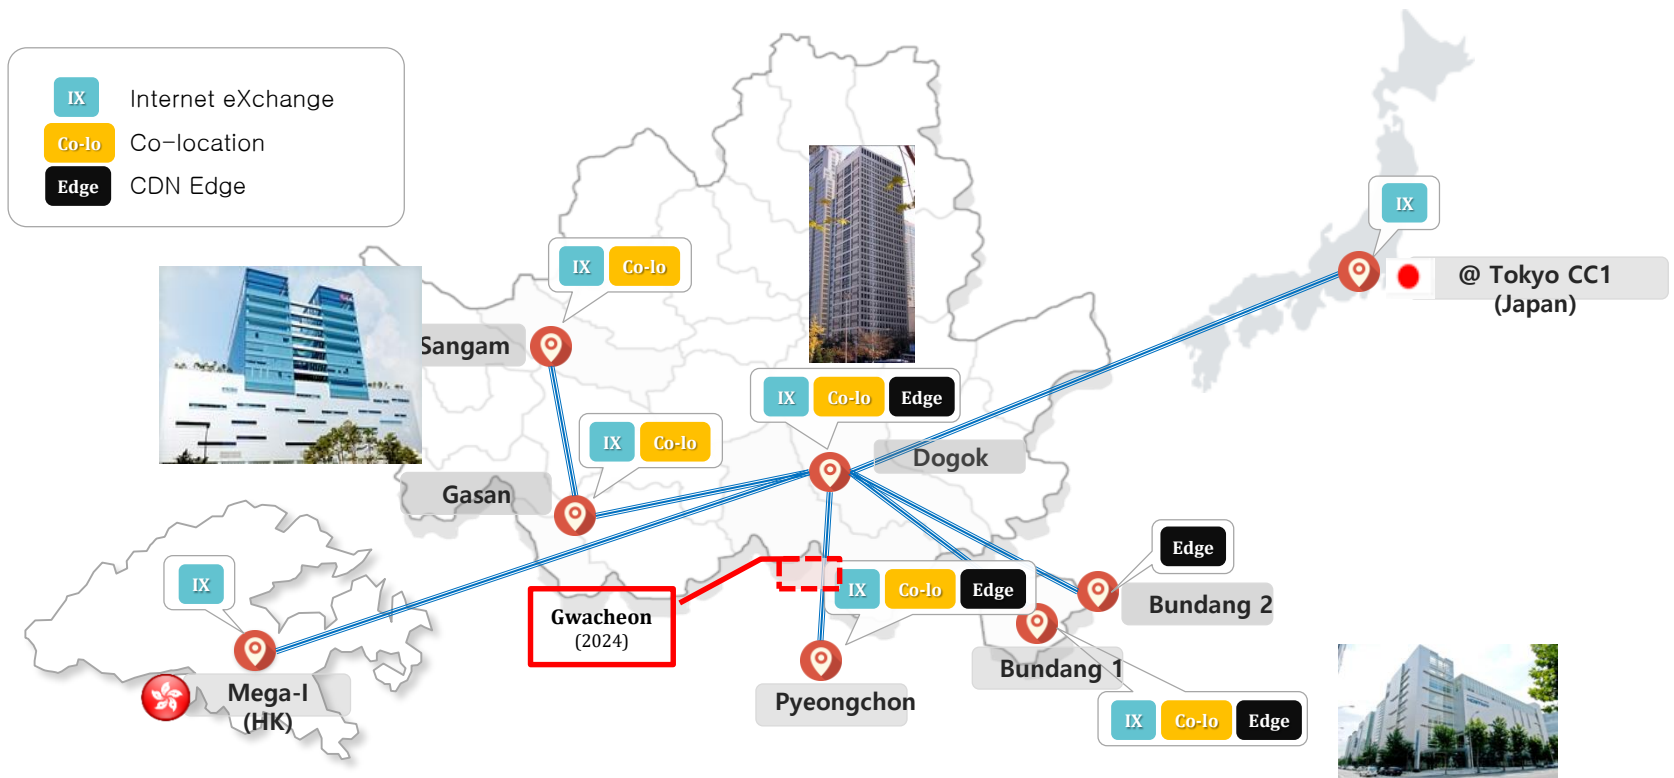 IX Internet eXchange
Co-lo Co-location
Edge CDN Edge
IX
@ Tokyo CC1
(Japan)
IX Co-lo
Sangam
IX Co-lo Edge
Dogok
IX Co-lo
Gasan
Edge
Bundang 2
IX
Mega-I
(HK)
Gwacheon
(2024)
IX Co-lo Edge
Pyeongchon
Bundang 1
IX Co-lo Edge